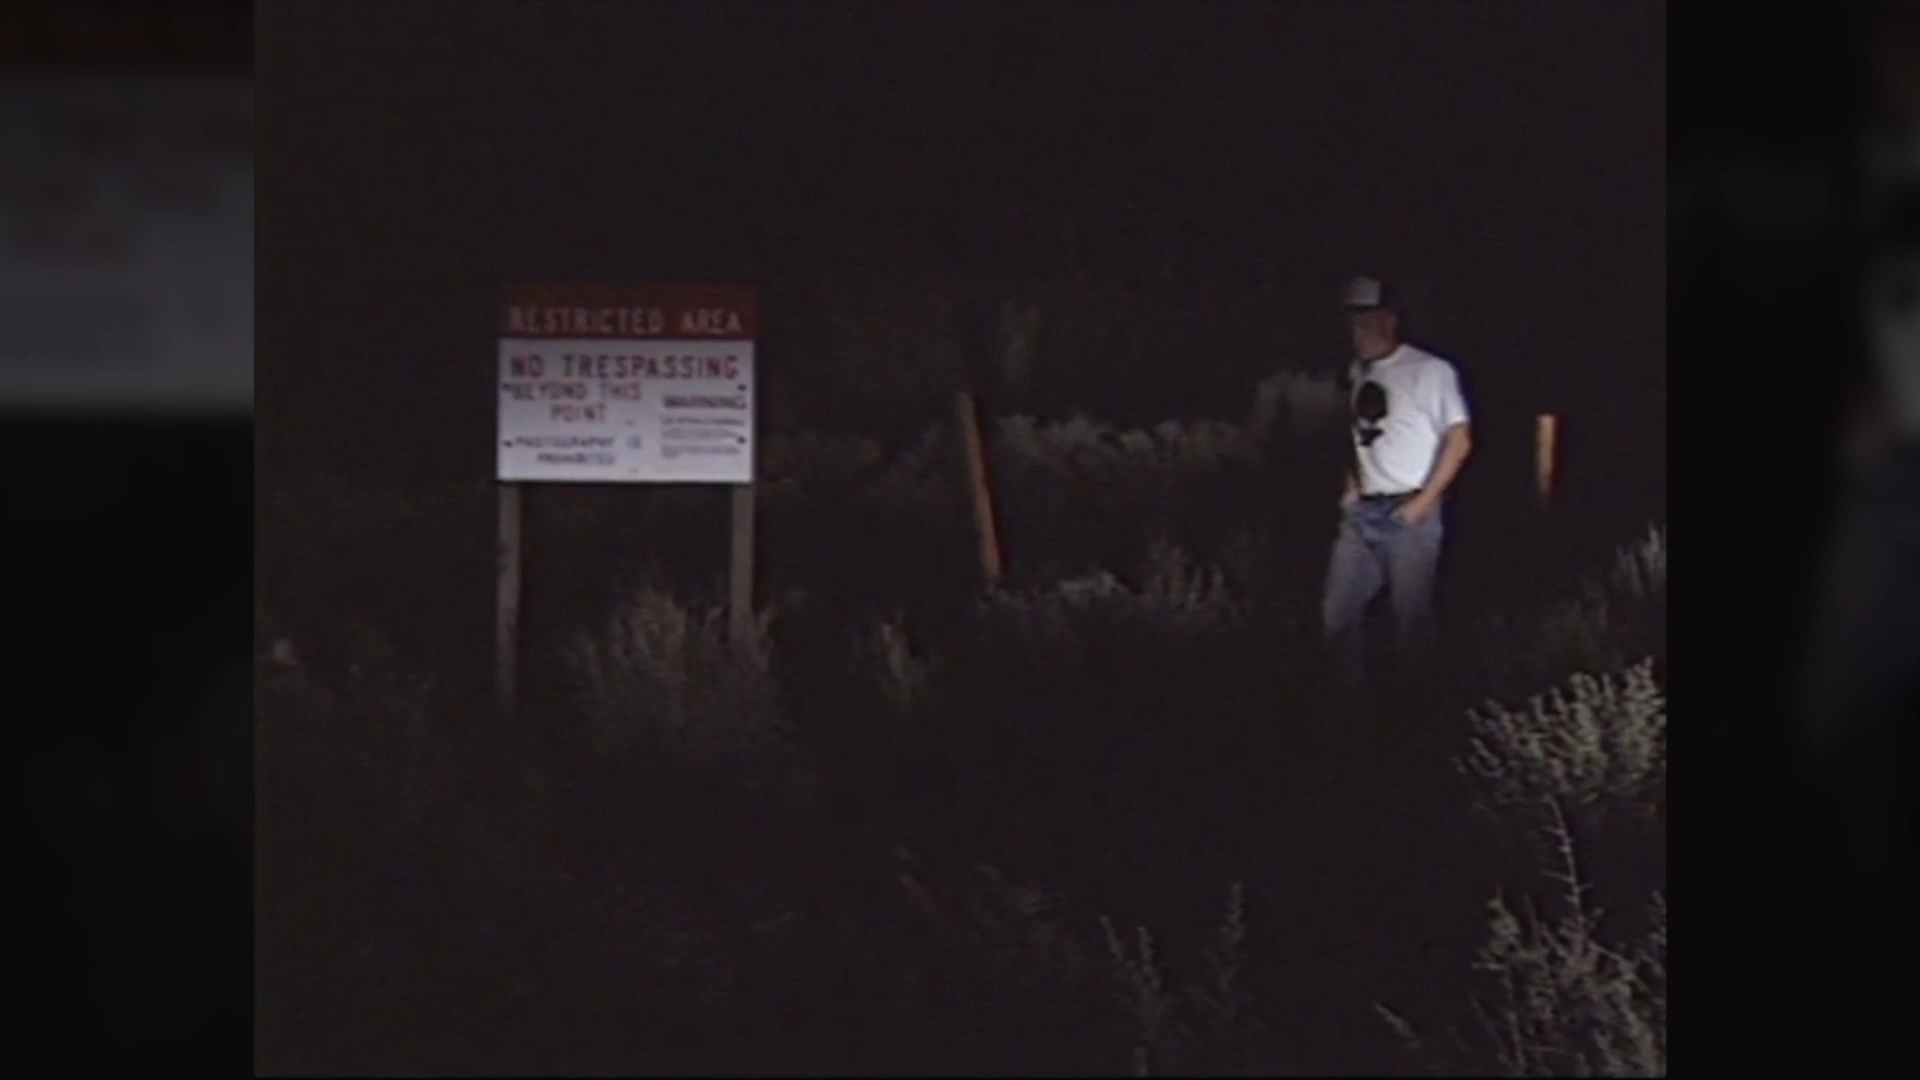 RESTRICTED AREA
NO TRESPASSING
BEYOND THIS
POINT
WARNING
PHOTOGRAPHY IS
PROHIBITED